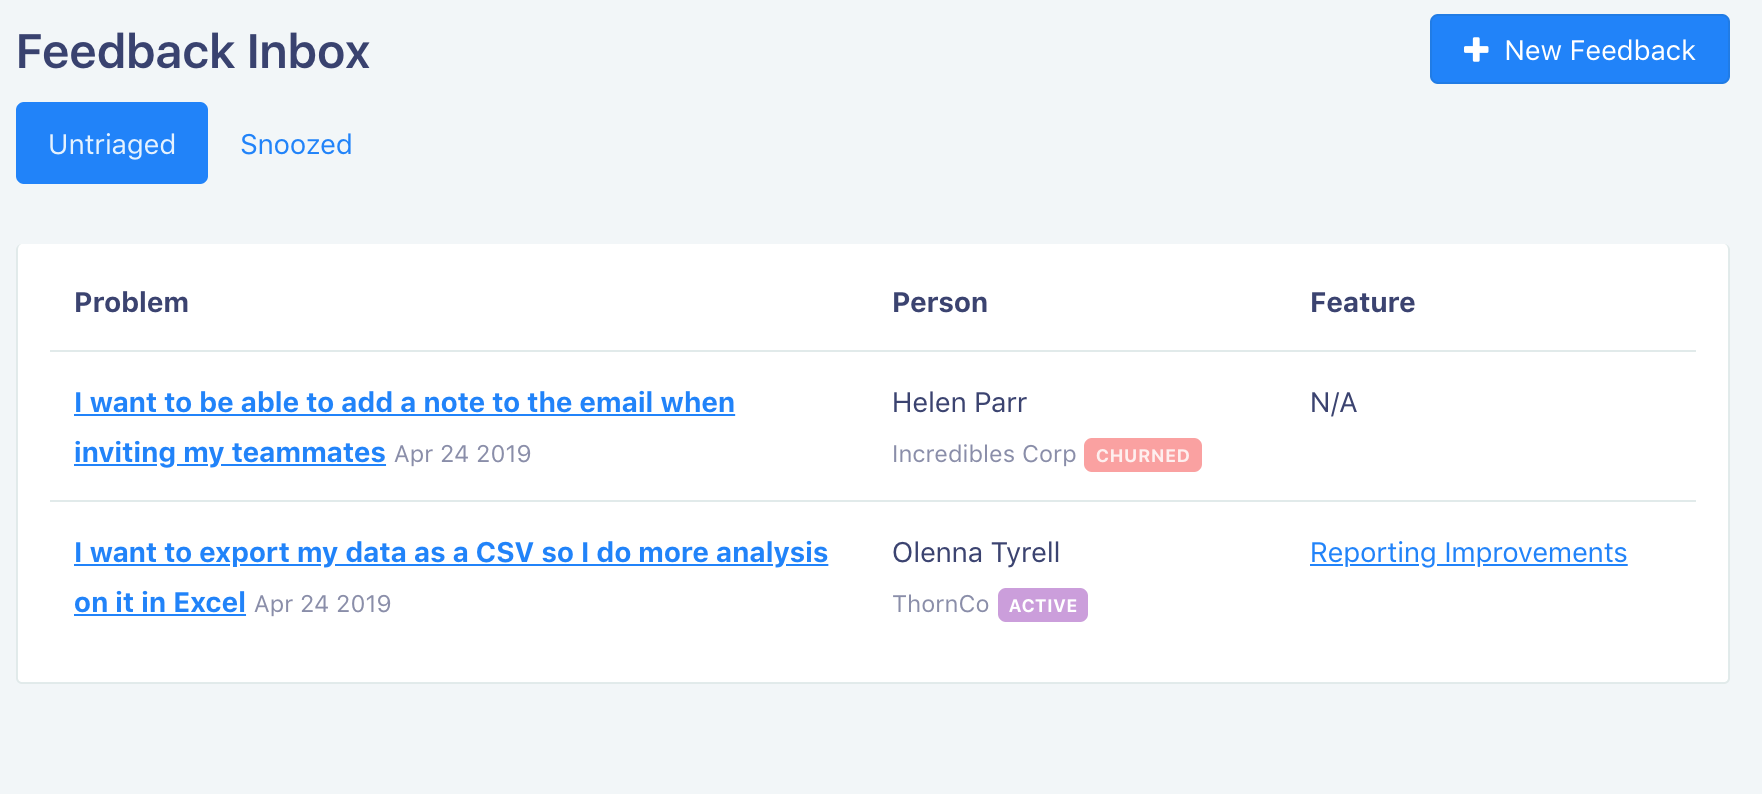 Feedback Inbox
New Feedback
Untriaged
Snoozed
Problem
Person
Feature
I want to be able to add a note to the email when
inviting my teammates Apr 24 2019
Helen Parr
Incredibles Corp CHURNED
N/A
I want to export my data as a CSV so I do more analysis
on it in Excel Apr 24 2019
Olenna Tyrell
ThornCo ACTIVE
Reporting Improvements